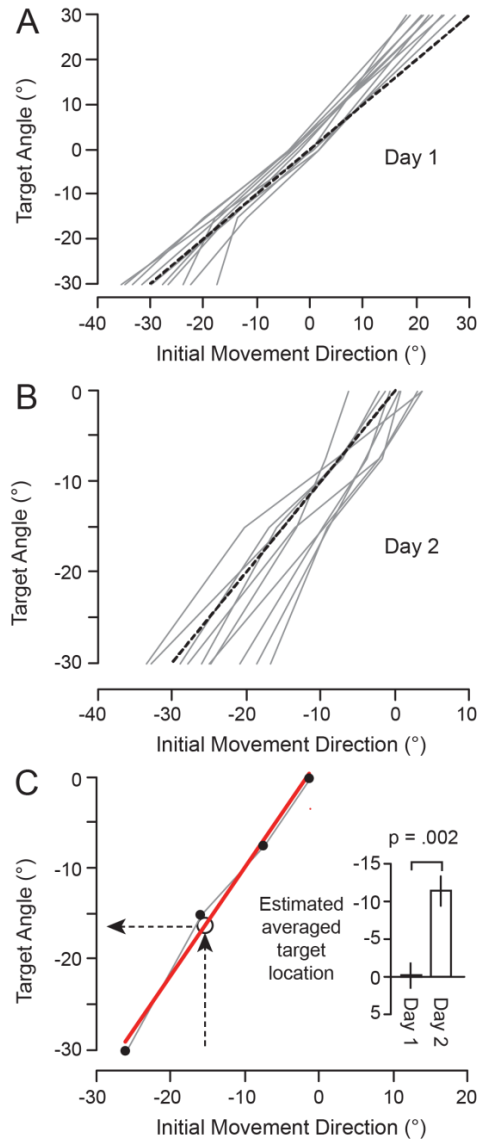 A
30
20
10
0
-10
-20
-30
Target Angle (°)
Day 1
-40 -30 -20 -10 0 10 20 30
Initial Movement Direction (°)
B
0
-10
-20
-30
Target Angle (°)
Day 2
-40 -30 -20 -10 0 10
Initial Movement Direction (°)
C
0
-10
-20
-30
Target Angle (°)
Estimated
averaged
target
location
p = .002
-15
-10
-5
0
5
Day 1
Day 2
-30 -20 -10 0 10 20
Initial Movement Direction (°)